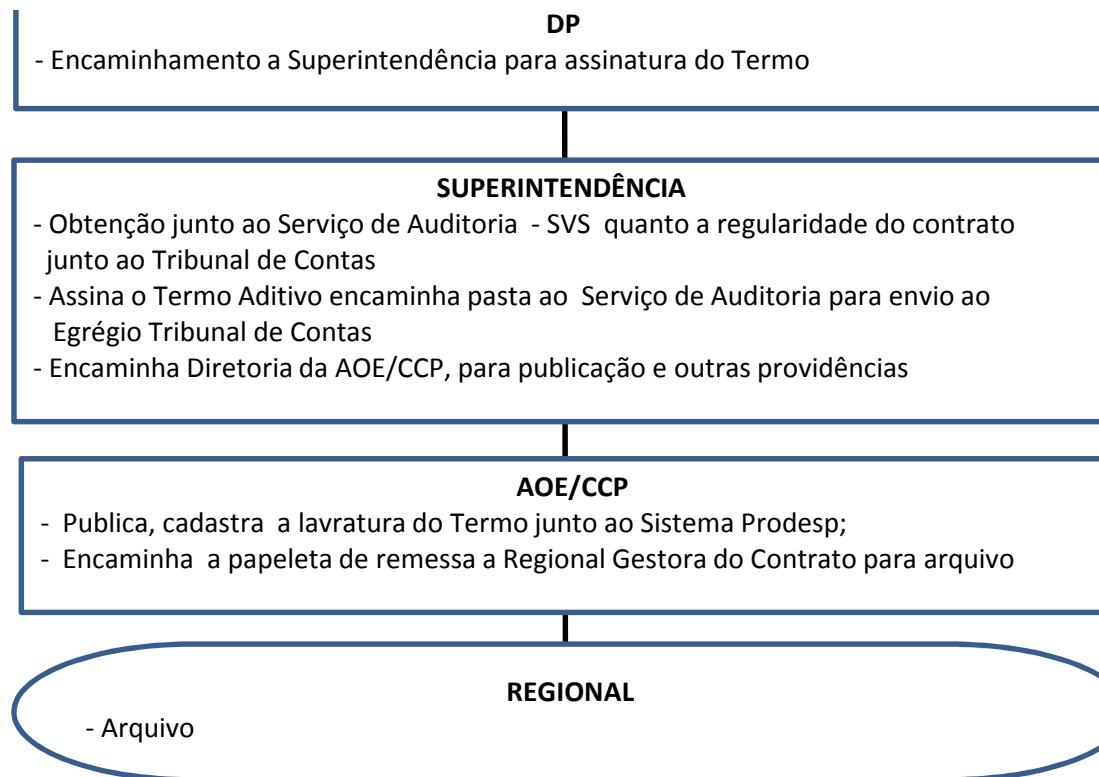 DP
- Encaminhamento a Superintendência para assinatura do Termo
SUPERINTENDÊNCIA
- Obtenção junto ao Serviço de Auditoria - SVS quanto a regularidade do contrato
junto ao Tribunal de Contas
- Assina o Termo Aditivo encaminha pasta ao Serviço de Auditoria para envio ao
Egrégio Tribunal de Contas
- Encaminha Diretoria da AOE/CCP, para publicação e outras providências
AOE/CCP
- Publica, cadastra a lavratura do Termo junto ao Sistema Prodesp;
- Encaminha a papeleta de remessa a Regional Gestora do Contrato para arquivo
REGIONAL
- Arquivo